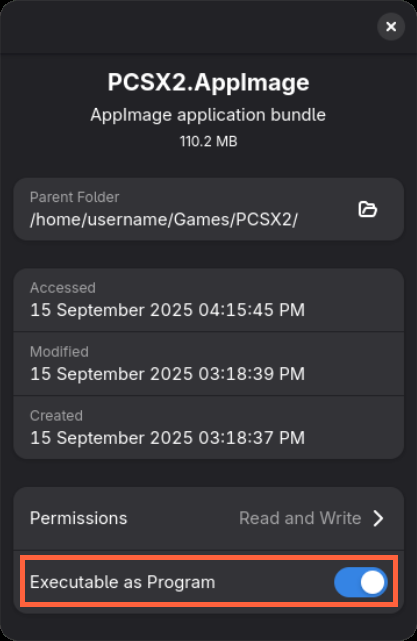 PCSX2.AppImage
AppImage application bundle
110.2 MB
Parent Folder
/home/username/Games/PCSX2/
Accessed
15 September 2025 04:15:45 PM
Modified
15 September 2025 03:18:39 PM
Created
15 September 2025 03:18:37 PM
Permissions Read and Write
Executable as Program